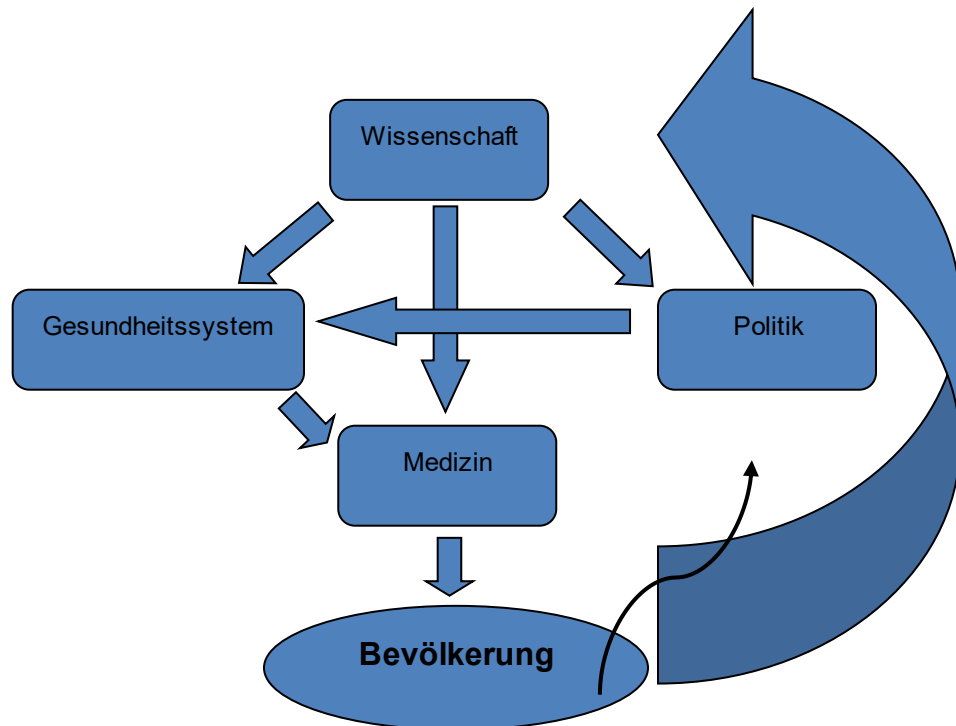 Wissenschaft
Gesundheitssystem
Politik
Medizin
Bevölkerung